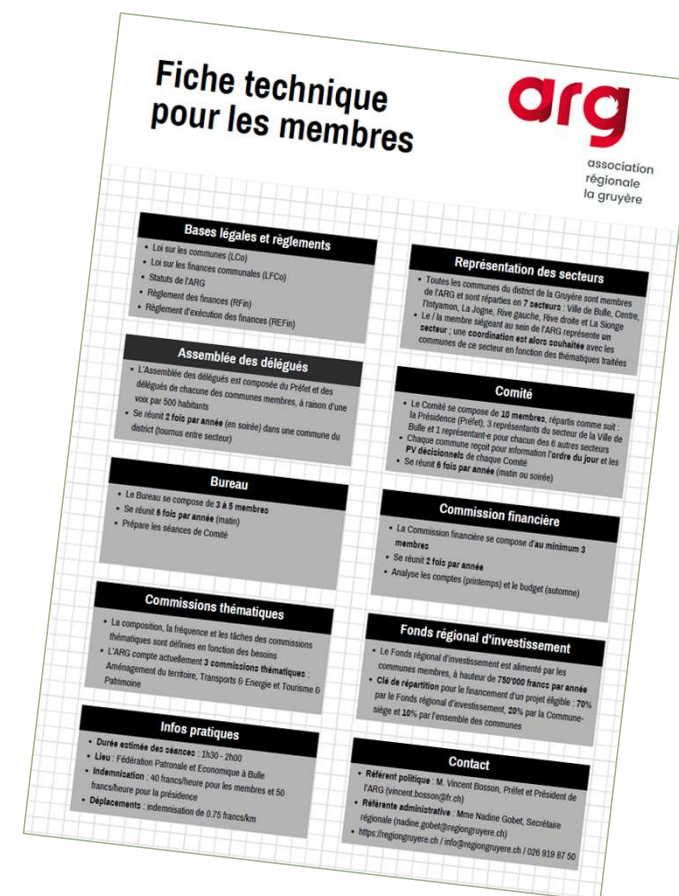 Fiche technique
pour les membres
arg
association
régionale
la gruyère
Bases légales et règlements
• Loi sur les communes (LCo)
• Loi sur les finances communales (LFCo)
• Statuts de l'ARG
• Règlement des finances (RFin)
• Règlement d'exécution des finances (REFin)
Représentation des secteurs
• Toutes les communes du district de la Gruyère sont membres
de l'ARG et sont réparties en 7 secteurs : Ville de Bulle, Centre,
l'Intyamon, La Jogne, Rive gauche, Rive droite et La Sionge
• Le / la membre siégeant au sein de l'ARG représente un
secteur ; une coordination est alors souhaitée avec les
communes de ce secteur en fonction des thématiques traitées
Assemblée des délégués
• L'Assemblée des délégués est composée du Préfet et des
délégués de chacune des communes membres, à raison d'une
voix par 500 habitants
• Se réunit 2 fois par année (en soirée) dans une commune du
district (tournus entre secteur)
Comité
• Le Comité se compose de 10 membres, répartis comme suit :
la Présidence (Préfet), 3 représentants du secteur de la Ville de
Bulle et 1 représentant·e pour chacun des 6 autres secteurs
• Chaque commune reçoit pour information l'ordre du jour et les
PV décisionnels de chaque Comité
• Se réunit 6 fois par année (matin ou soirée)
Bureau
• Le Bureau se compose de 3 à 5 membres
• Se réunit 6 fois par année (matin)
• Prépare les séances de Comité
Commission financière
• La Commission financière se compose d'au minimum 3
membres
• Se réunit 2 fois par année
• Analyse les comptes (printemps) et le budget (automne)
Commissions thématiques
• La composition, la fréquence et les tâches des commissions
thématiques sont définies en fonction des besoins
• L'ARG compte actuellement 3 commissions thématiques :
Aménagement du territoire, Transports & Energie et Tourisme &
Patrimoine
Fonds régional d'investissement
• Le Fonds régional d'investissement est alimenté par les
communes membres, à hauteur de 750'000 francs par année
• Clé de répartition pour le financement d'un projet éligible : 70%
par le Fonds régional d'investissement, 20% par la Commune-
siège et 10% par l'ensemble des communes
Infos pratiques
• Durée estimée des séances : 1h30 - 2h00
• Lieu : Fédération Patronale et Economique à Bulle
• Indemnisation : 40 francs/heure pour les membres et 50
francs/heure pour la présidence
• Déplacements : indemnisation de 0.75 francs/km
Contact
• Référent politique : M. Vincent Bosson, Préfet et Président de
l'ARG (vincent.bosson@fr.ch)
• Référente administrative : Mme Nadine Gobet, Secrétaire
régionale (nadine.gobet@regiongruyere.ch)
• https://regiongruyere.ch / info@regiongruyere.ch / 026 919 87 50